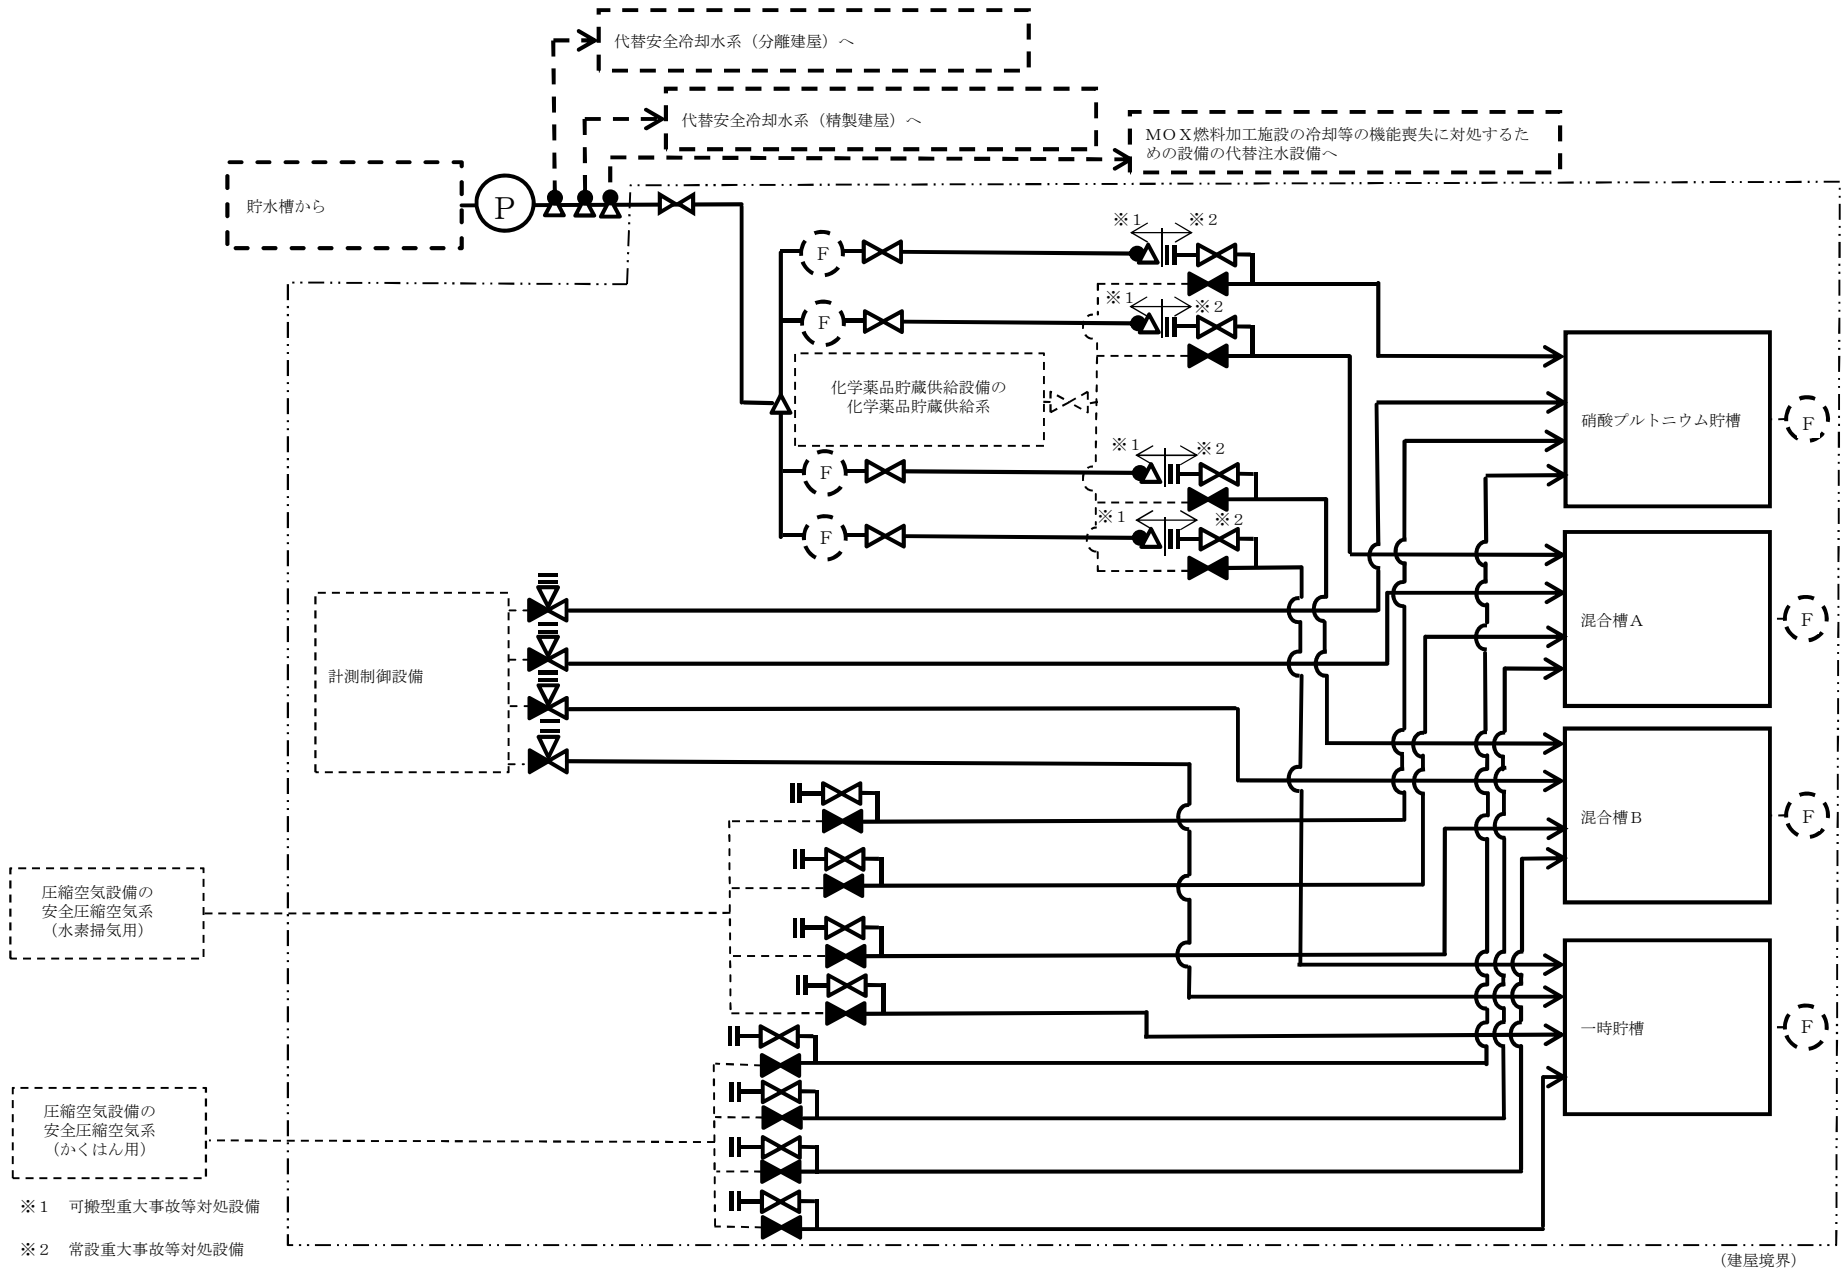 代替安全冷却水系（分離建屋）へ
代替安全冷却水系（精製建屋）へ
ＭＯＸ燃料加工施設の冷却等の機能喪失に対処するた
めの設備の代替注水設備へ
貯水槽から
P
※１
※２
F
※１
※２
F
化学薬品貯蔵供給設備の
化学薬品貯蔵供給系
硝酸プルトニウム貯槽
F
※１
※２
F
※１
※２
F
混合槽Ａ
F
計測制御設備
混合槽Ｂ
F
圧縮空気設備の
安全圧縮空気系
（水素掃気用）
一時貯槽
F
圧縮空気設備の
安全圧縮空気系
（かくはん用）
※１　可搬型重大事故等対処設備
※２　常設重大事故等対処設備
（建屋境界）